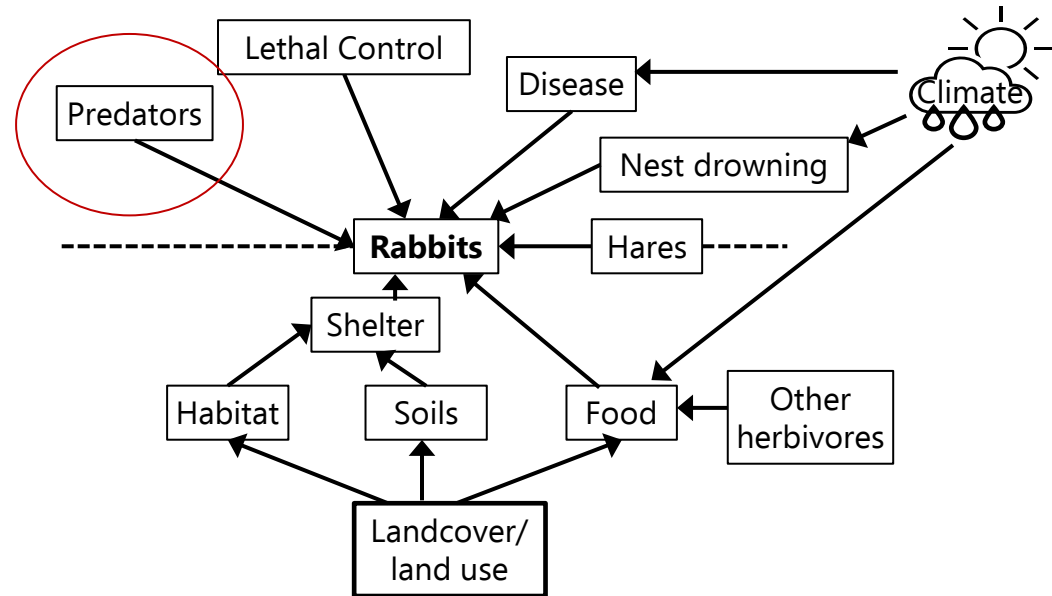 Lethal Control
Predators
Disease
Climate
Nest drowning
Rabbits
Hares
Shelter
Habitat
Soils
Food
Other
herbivores
Landcover/
land use